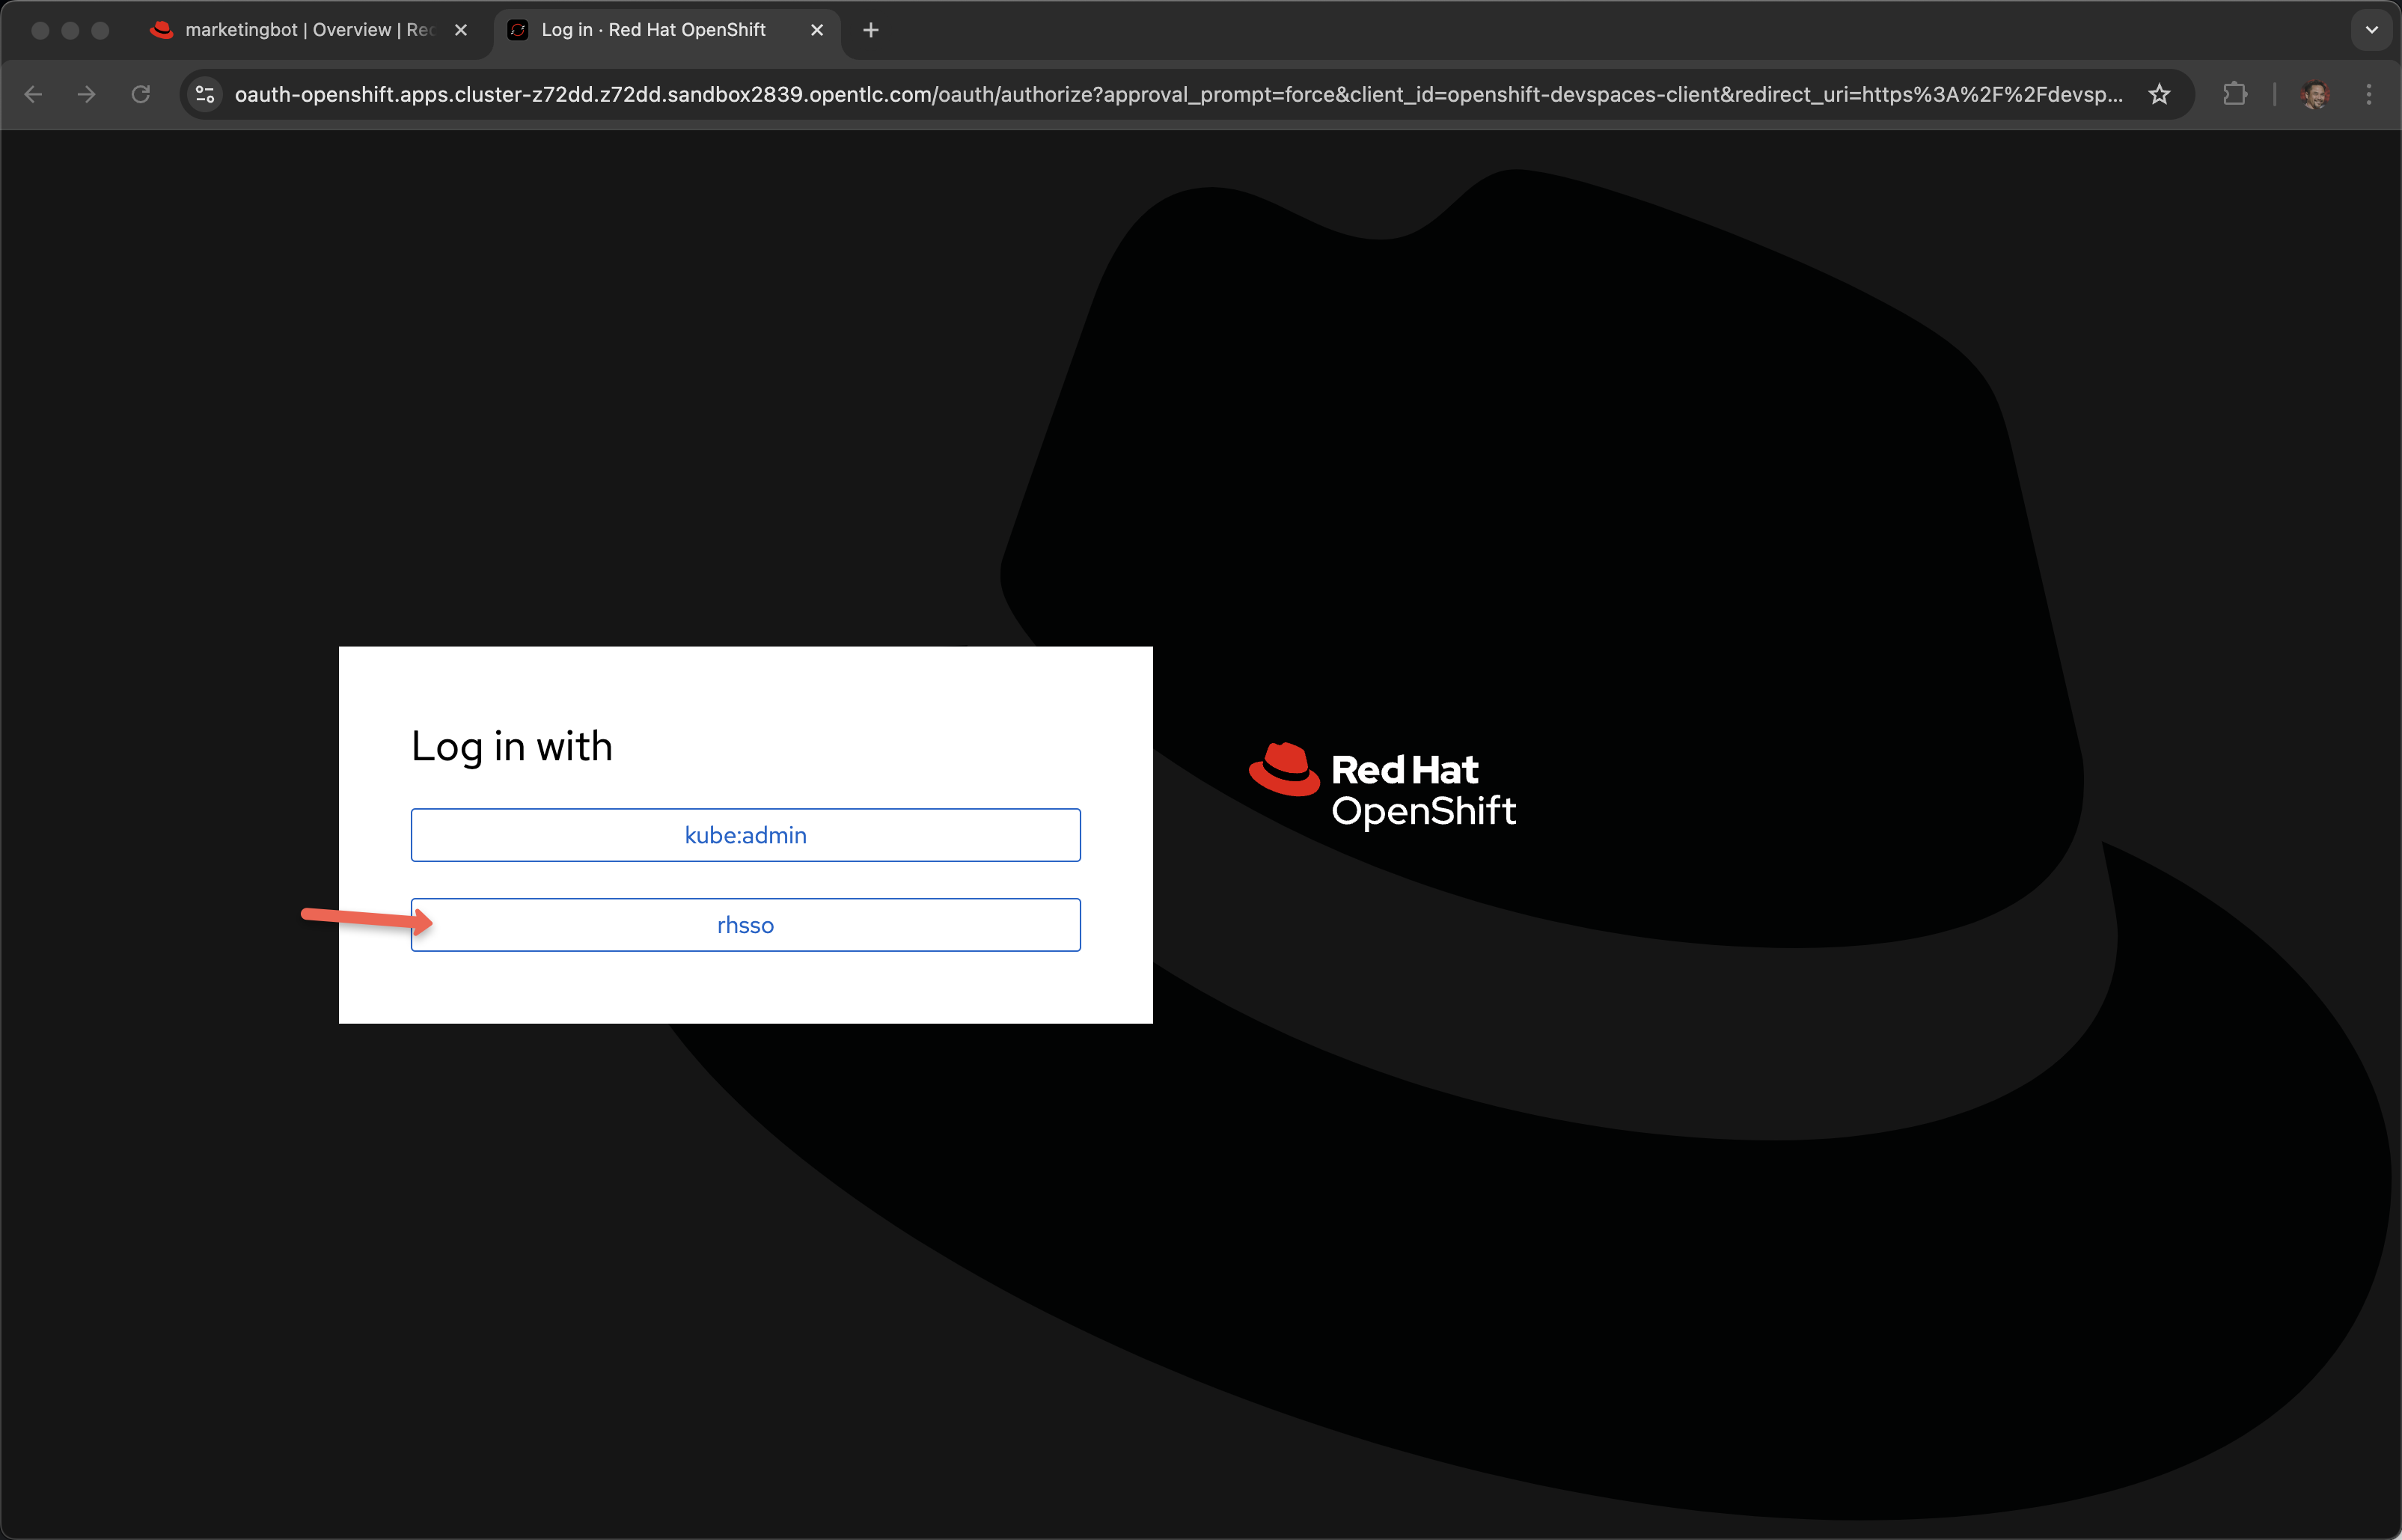 marketingbot | Overview | Red
Log in · Red Hat OpenShift
oauth-openshift.apps.cluster-z72dd.z72dd.sandbox2839.opentlc.com/oauth/authorize?approval_prompt=force&client_id=openshift-devspaces-client&redirect_uri=https%3A%2F%2Fdevsp...
Log in with
kube:admin
rhsso
Red Hat
OpenShift